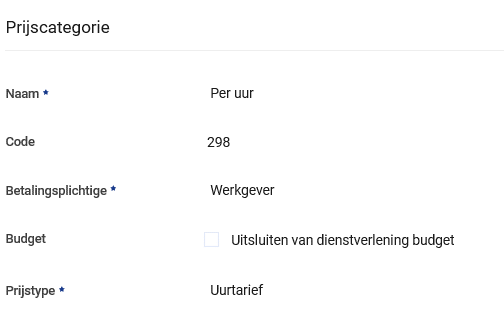 Prijscategorie
Naam * Per uur
Code 298
Betalingsplichtige * Werkgever
Budget Uitsluiten van dienstverlening budget
Prijstype * Uurtarief